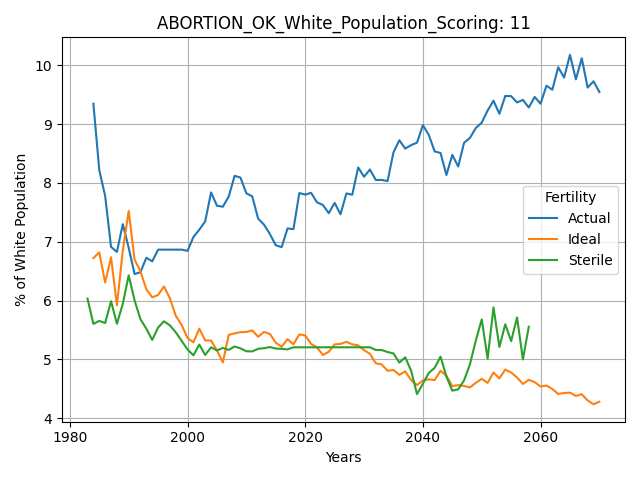 ABORTION_OK_White_Population_Scoring: 11
10
9
8
7
6
5
4
% of White Population
Fertility
Actual
Ideal
Sterile
1980
2000
2020
2040
2060
Years